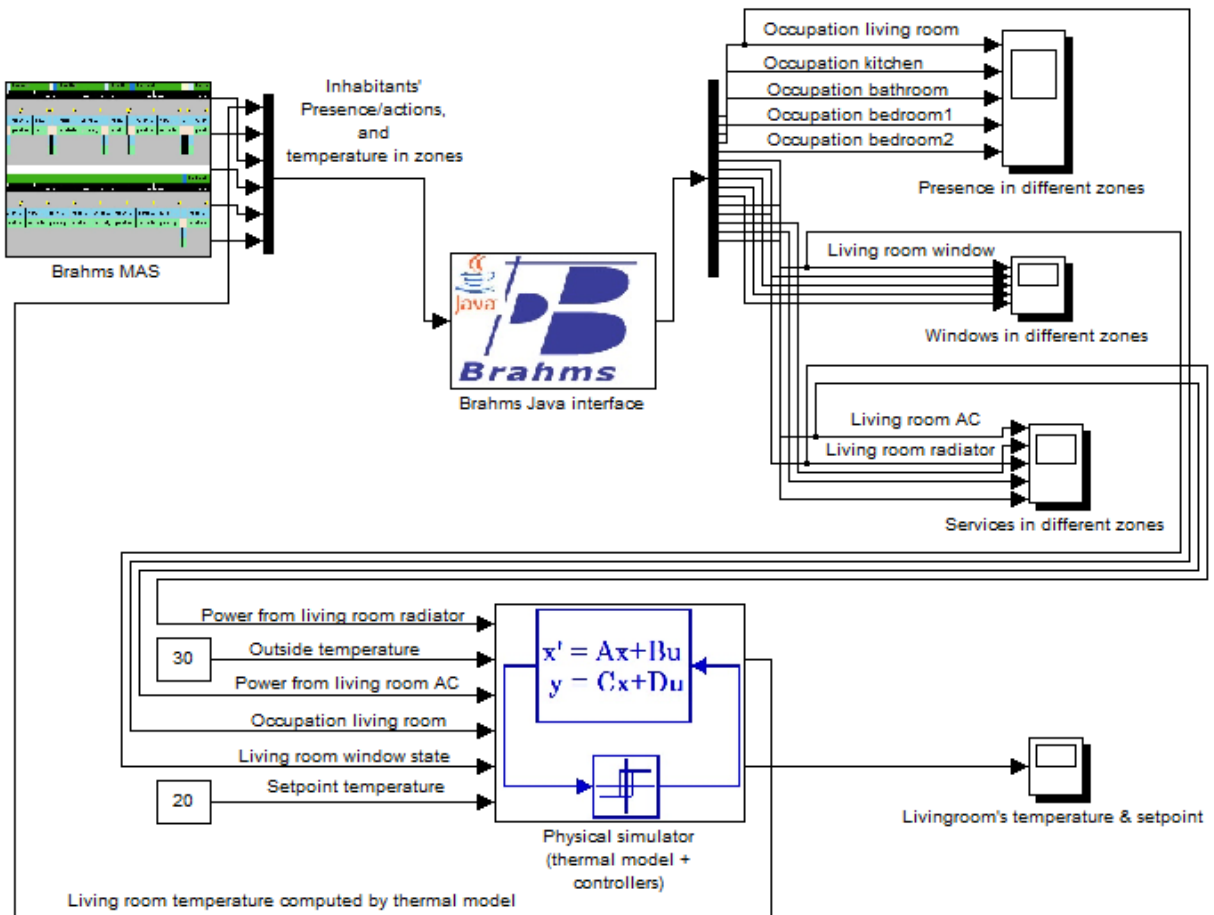 Occupation living room
Occupation kitchen
Occupation bathroom
Occupation bedroom1
Occupation bedroom2
Presence in different zones
Inhabitants'
Presence/actions,
and
temperature in zones
Brahms MAS
Living room window
Windows in different zones
Java
Brahms
Brahms Java interface
Living room AC
Living room radiator
Services in different zones
Power from living room radiator
30
Outside temperature
Power from living room AC
Occupation living room
Living room window state
20
Setpoint temperature
x' = Ax+Bu
y = Cx+Du
Physical simulator
(thermal model +
controllers)
Livingroom's temperature & setpoint
Living room temperature computed by thermal model